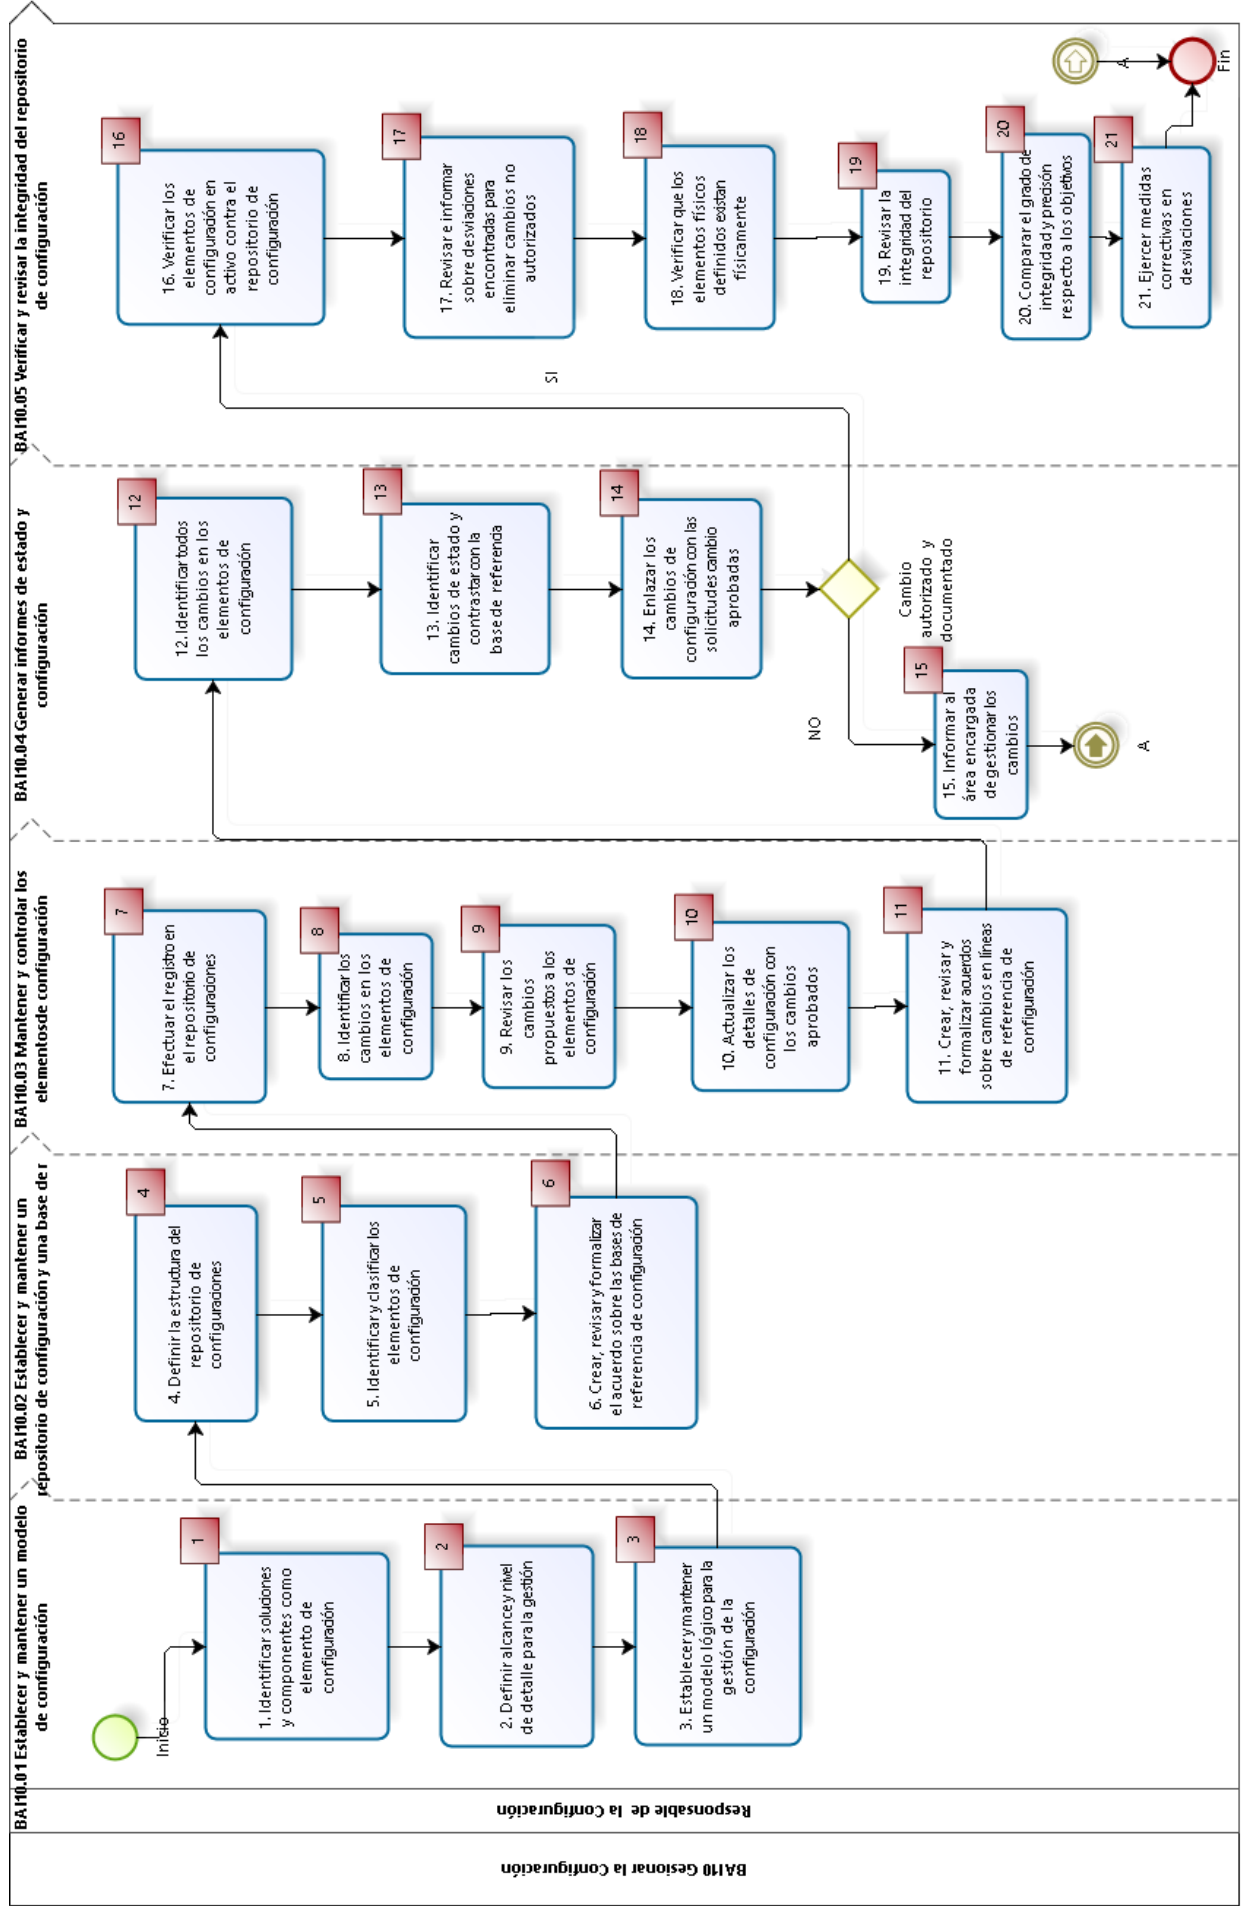 BAI10 Gesionar la Configuración
Responsable de la Configuración
BAI10.01 Establecer y mantener un modelo
de configuración
Inicio
1
1. Identificar soluciones
y componentes como
elemento de
configuración
2
2. Definir alcance y nivel
de detalle para la gestión
3
3. Establecer y mantener
un modelo lógico para la
gestión de la
configuración
BAI10.02 Establecer y mantener un
repositorio de configuración y una base der
4
4. Definir la estructura del
repositorio de
configuraciones
5
5. Identificar y clasificar los
elementos de
configuración
6
6. Crear, revisar y formalizar
el acuerdo sobre las bases de
referencia de configuración
BAI10.03 Mantener y controlar los
elementos de configuración
7
7. Efectuar el registro en
el repositorio de
configuraciones
8
8. Identificar los
cambios en los
elementos de
configuración
9
9. Revisar los
cambios
propuestos a los
elementos de
configuración
10
10. Actualizar los
detalles de
configuración con
los cambios
aprobados
11
11. Crear, revisar y
formalizar acuerdos
sobre cambios en líneas
de referencia de
configuración
BAI10.04 Generar informes de estado y
configuración
12
12. Identificar todos
los cambios en los
elementos de
configuración
13
13. Identificar
cambios de estado y
contrastar con la
base de referencia
14
14. Enlazar los
cambios de
configuración con las
solicitudes cambio
aprobadas
Cambio
autorizado y
documentado
NO
SI
15
15. Informar al
área encargada
de gestionar los
cambios
A
BAI10.05 Verificar y revisar la integridad del repositorio
de configuración
16
16. Verificar los
elementos de
configuración en
activo contra el
repositorio de
configuración
17
17. Revisar e informar
sobre desviaciones
encontradas para
eliminar cambios no
autorizados
18
18. Verificar que los
elementos físicos
definidos existan
físicamente
19
19. Revisar la
integridad del
repositorio
20
20. Comparar el grado de
integridad y precisión
respecto a los objetivos
21
21. Ejercer medidas
correctivas en
desviaciones
A
Fin